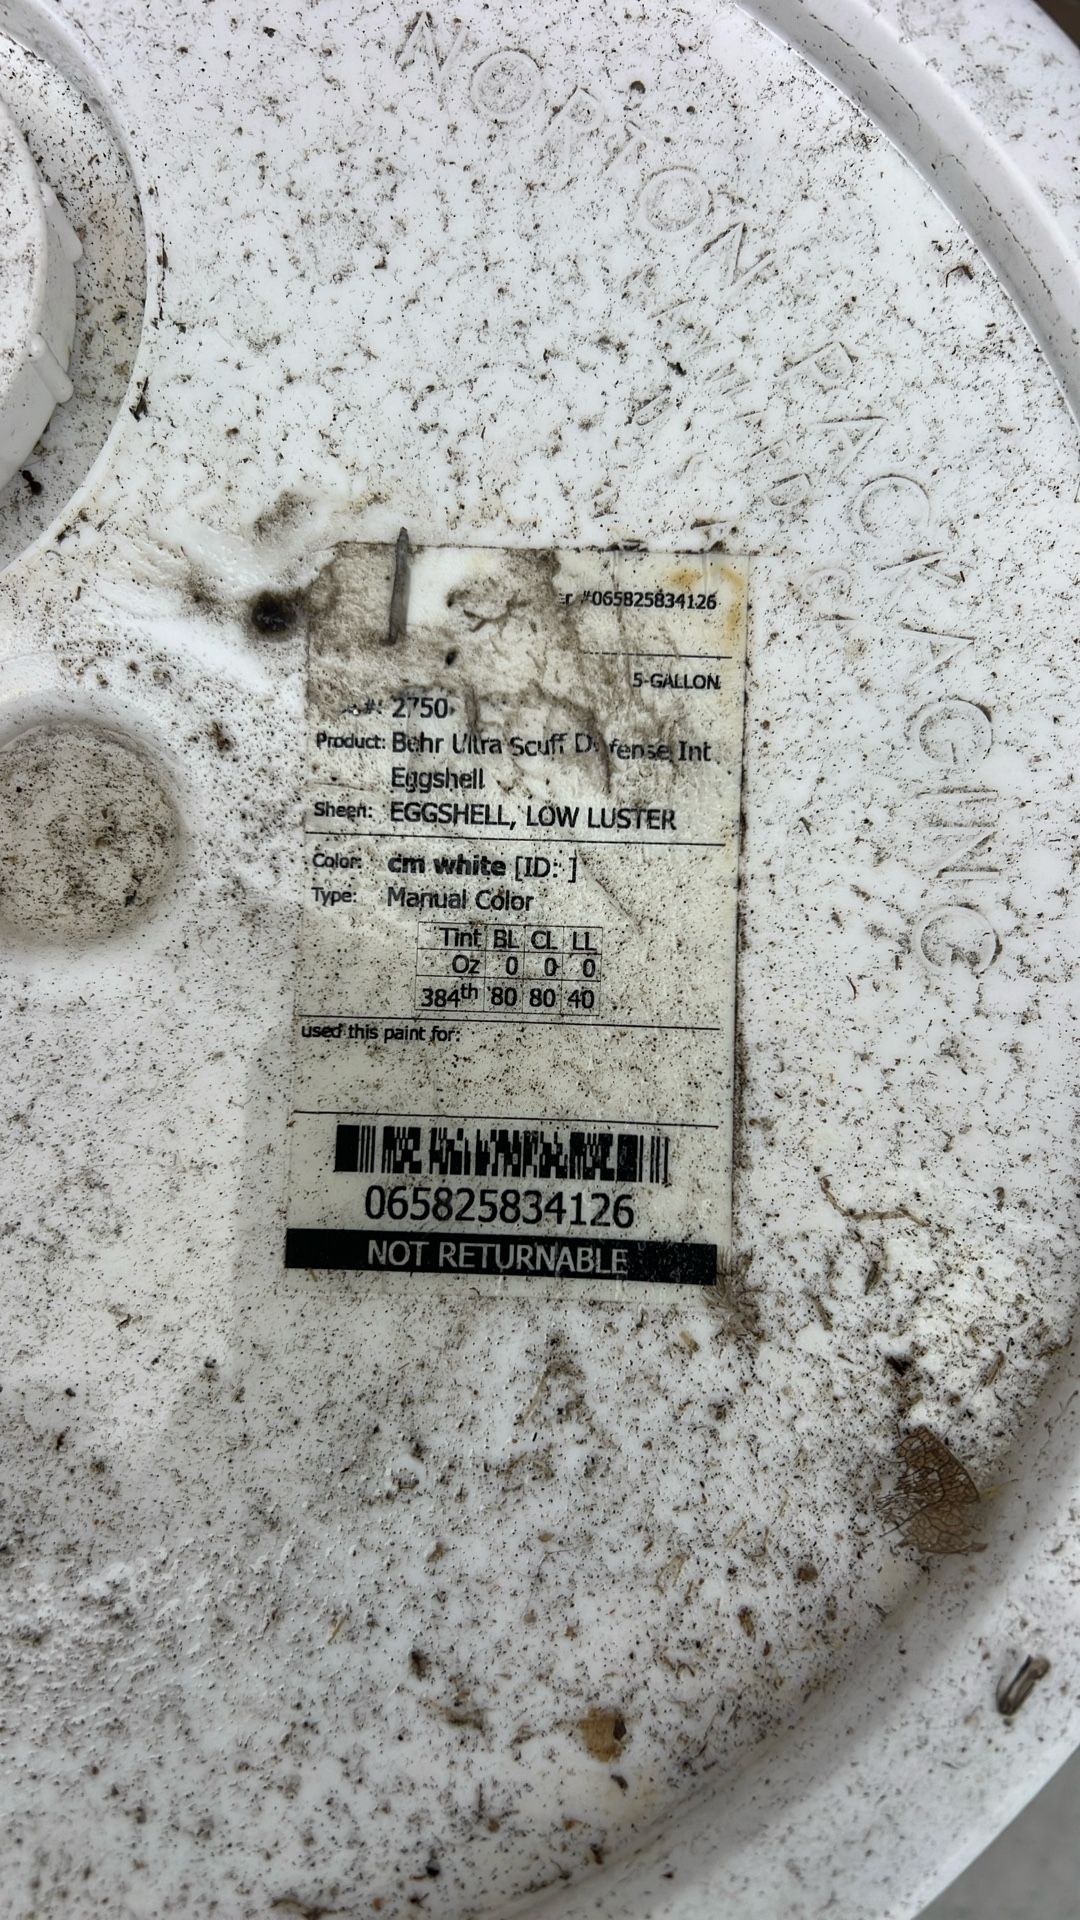 NORTON PACKAGING
#065825834126
5-GALLON
#: 2750
Product: Behr Ultra Scuff Defense Int
Eggshell
Sheen: EGGSHELL, LOW LUSTER
Color: cm white [ID: ]
Type: Manual Color
Tint BL CL LL
Oz 0 0 0
384th 80 80 40
used this paint for:
065825834126
NOT RETURNABLE